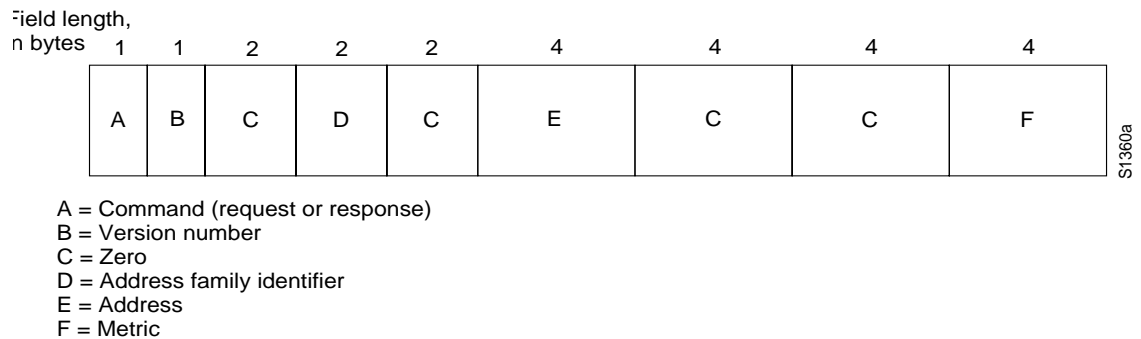 Field length,
n bytes 1 1 2 2 2 4 4 4 4
A B C D C E C C F
S1360a
A = Command (request or response)
B = Version number
C = Zero
D = Address family identifier
E = Address
F = Metric